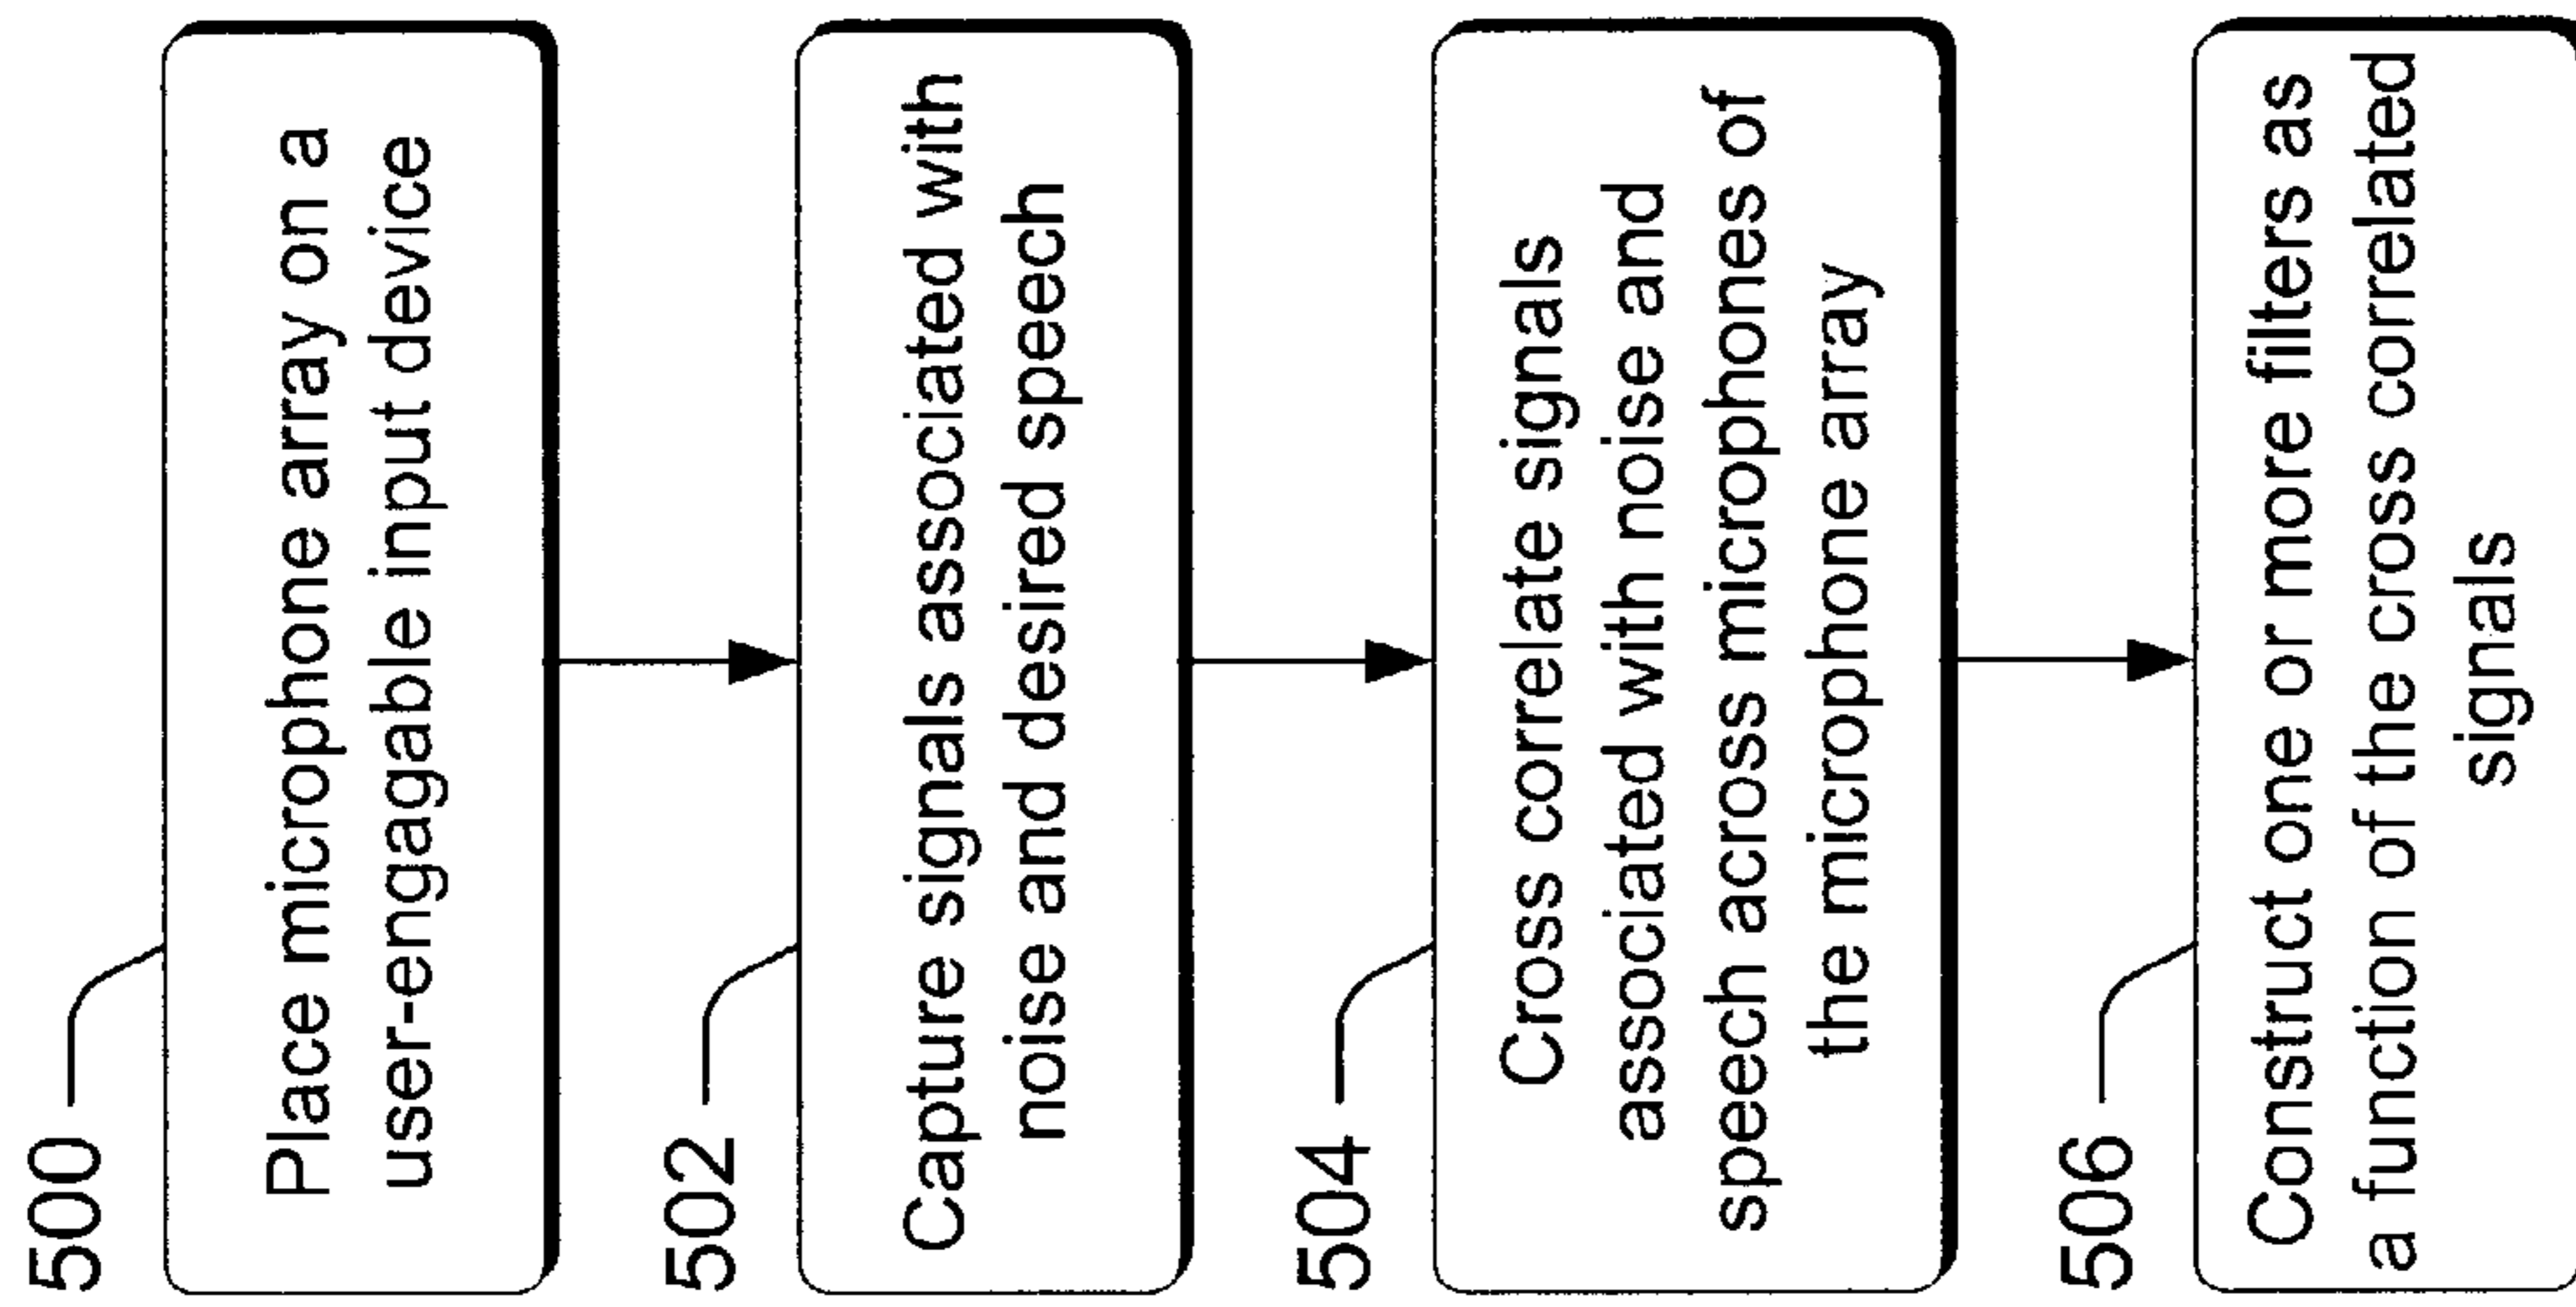 500
Place microphone array on a
user-engagable input device
502
Capture signals associated with
noise and desired speech
504
Cross correlate signals
associated with noise and
speech across microphones of
the microphone array
506
Construct one or more filters as
a function of the cross correlated
signals